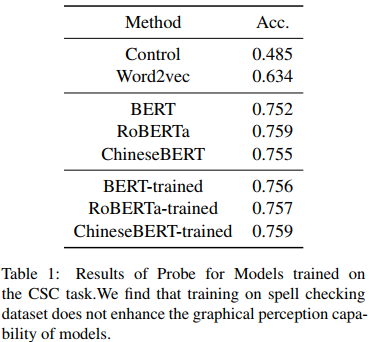 Method Acc.
Control 0.485
Word2vec 0.634
BERT 0.752
RoBERTa 0.759
ChineseBERT 0.755
BERT-trained 0.756
RoBERTa-trained 0.757
ChineseBERT-trained 0.759
Table 1: Results of Probe for Models trained on
the CSC task.We find that training on spell checking
dataset does not enhance the graphical perception capa-
bility of models.